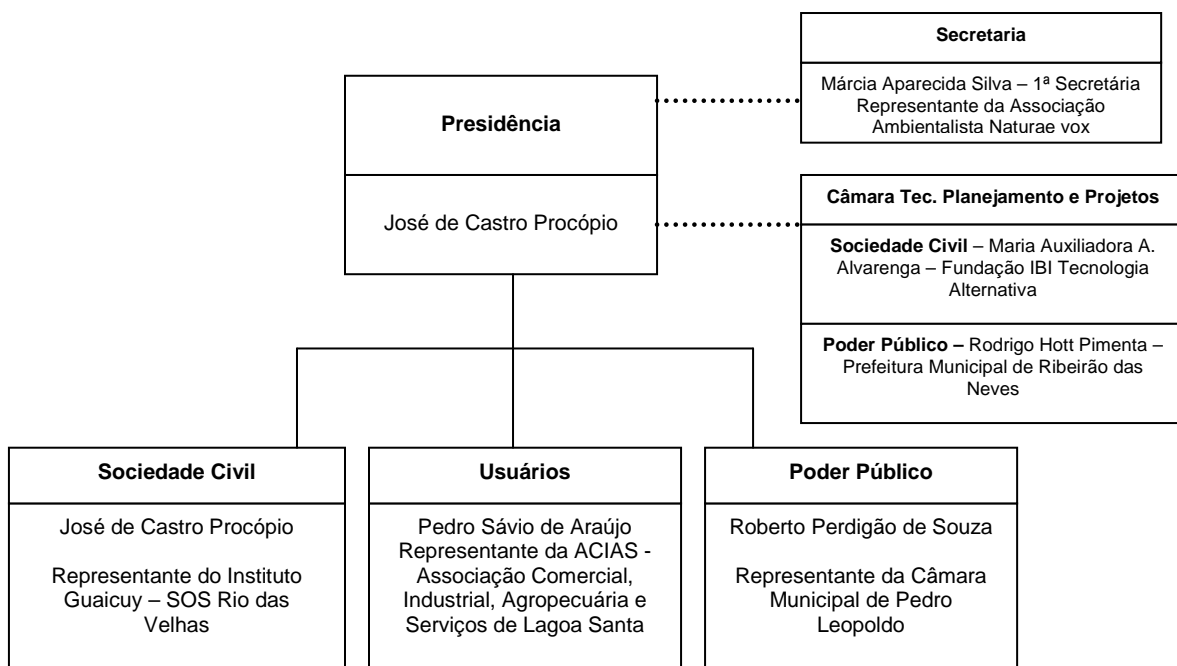 Secretaria
Márcia Aparecida Silva – 1ª Secretária
Representante da Associação
Ambientalista Naturae vox
Presidência
José de Castro Procópio
Câmara Tec. Planejamento e Projetos
Sociedade Civil – Maria Auxiliadora A.
Alvarenga – Fundação IBI Tecnologia
Alternativa
Poder Público – Rodrigo Hott Pimenta –
Prefeitura Municipal de Ribeirão das
Neves
Sociedade Civil
José de Castro Procópio
Representante do Instituto
Guaicuy – SOS Rio das
Velhas
Usuários
Pedro Sávio de Araújo
Representante da ACIAS -
Associação Comercial,
Industrial, Agropecuária e
Serviços de Lagoa Santa
Poder Público
Roberto Perdigão de Souza
Representante da Câmara
Municipal de Pedro
Leopoldo